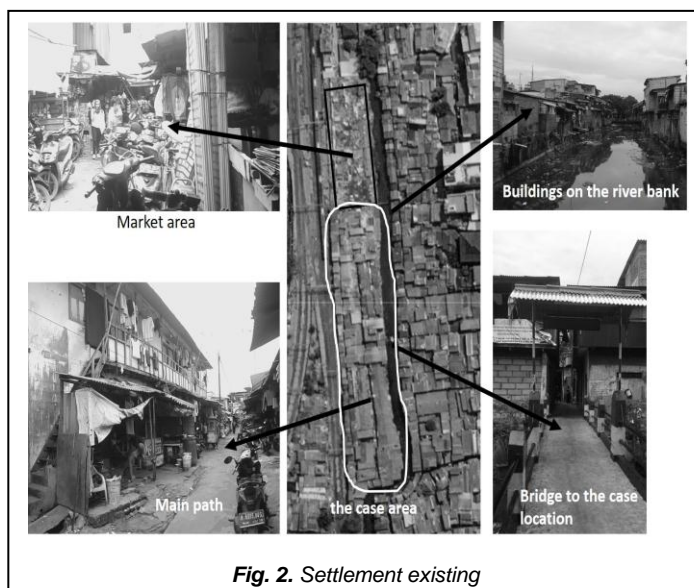 Market area
Buildings on the river bank
Main path
the case area
Bridge to the case
location
Fig. 2. Settlement existing